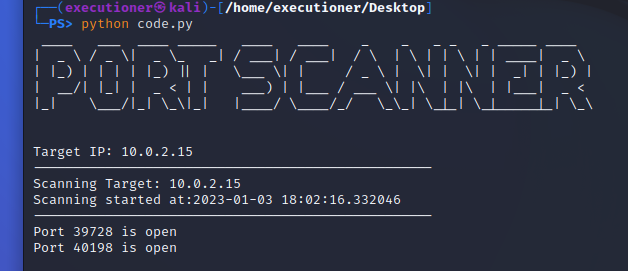 (executioner㉿kali)-[/home/executioner/Desktop]
PS> python code.py
PORT SCANNER
Target IP: 10.0.2.15
Scanning Target: 10.0.2.15
Scanning started at:2023-01-03 18:02:16.332046
Port 39728 is open
Port 40198 is open